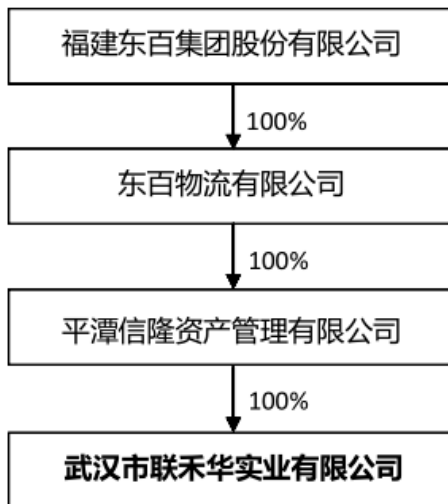 福建东百集团股份有限公司
100%
东百物流有限公司
100%
平潭信隆资产管理有限公司
100%
武汉市联禾华实业有限公司